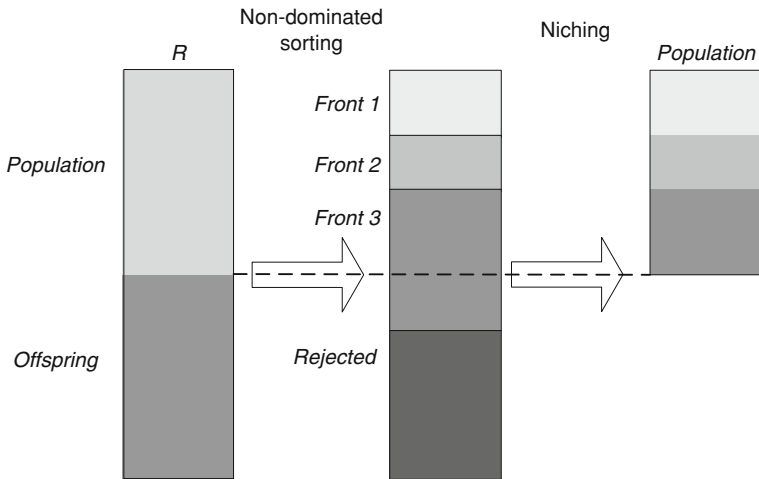 Non-dominated
sorting
Niching
R
Population
Front 1
Population
Front 2
Front 3
Offspring
Rejected